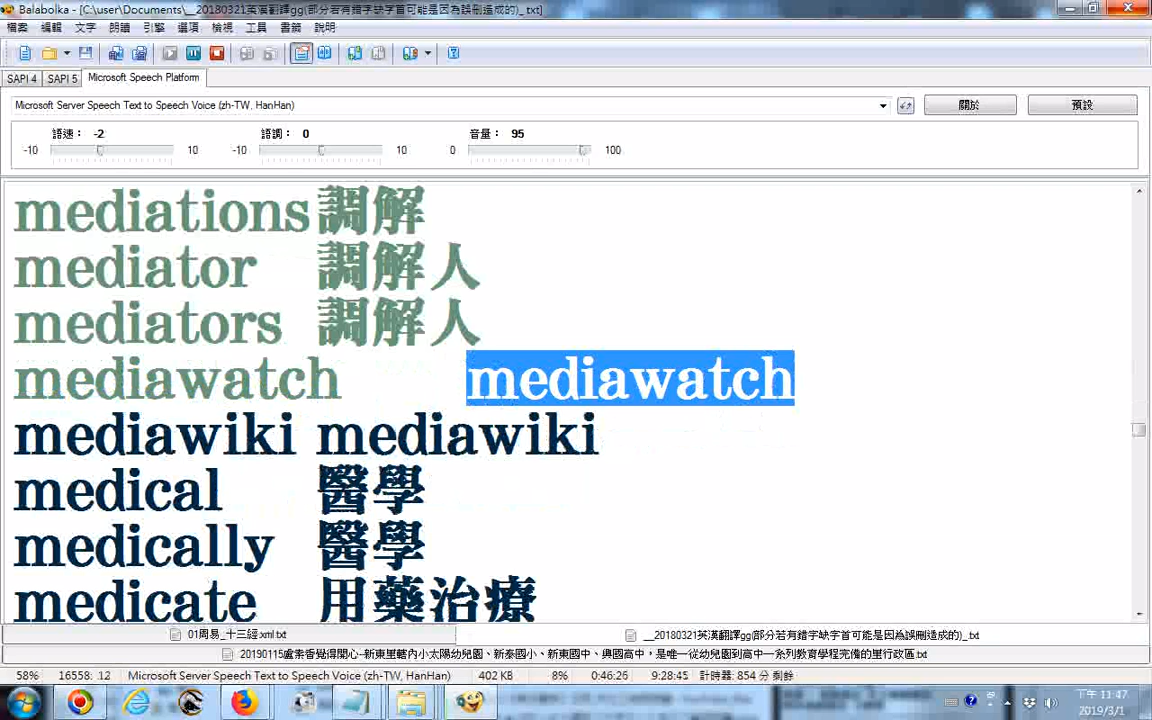 Balabolka - [C:\user\Documents\__20180321英漢翻譯gg(部分若有錯字缺字首可能是因為誤刪造成的)_.txt]
檔案 編輯 文字 朗讀 引擎 選項 檢視 工具 書籤 說明
SAPI 4 SAPI 5 Microsoft Speech Platform
Microsoft Server Speech Text to Speech Voice (zh-TW, HanHan) 關於 預設
語速： -2 語調： 0 音量： 95
-10 10 -10 10 0 100
mediations 調解
mediator 調解人
mediators 調解人
mediawatch mediawatch
mediawiki mediawiki
medical 醫學
medically 醫學
medicate 用藥治療
01周易_十三經.xml.txt __20180321英漢翻譯gg(部分若有錯字缺字首可能是因為誤刪造成的)_.txt
20190115盧素香覺得開心-新東里轄內小太陽幼兒園、新泰國小、新東國中、興國高中，是唯一從幼兒園到高中一系列教育學程完備的里行政區.txt
58% 16558: 12 Microsoft Server Speech Text to Speech Voice (zh-TW, HanHan) 402 KB 8% 0:46:25 9:28:45 計時器: 854 分 剩餘
下午 11:47
2019/3/1